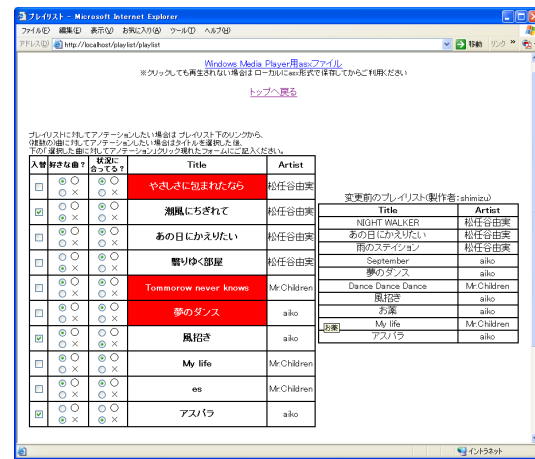 プレイリスト - Microsoft Internet Explorer
ファイル(F) 編集(E) 表示(V) お気に入り(A) ツール(T) ヘルプ(H)
アドレス(D) http://localhost/playlist/playlist 移動 リンク »
Windows Media Player用asxファイル
※クリックしても再生されない場合は ローカルにasx形式で保存してからご利用ください
トップへ戻る
プレイリストに対してアノテーションしたい場合は プレイリスト下のリンクから、
(複数の)曲に対してアノテーションしたい場合はタイトルを選択した後、
下の「選択した曲に対してアノテーション」クリック現れたフォームにご記入ください。
入替 好きな曲? 状況に合ってる? Title Artist
○ × ○ × やさしさに包まれたなら 松任谷由実
○ × ○ × 潮風にちぎれて 松任谷由実
○ × ○ × あの日にかえりたい 松任谷由実
○ × ○ × 翳りゆく部屋 松任谷由実
○ × ○ × Tommorow never knows Mr.Children
○ × ○ × 夢のダンス aiko
○ × ○ × 風招き aiko
○ × ○ × My life Mr.Children
○ × ○ × es Mr.Children
○ × ○ × アスパラ aiko
変更前のプレイリスト(製作者:shimizu)
Title Artist
NIGHT WALKER 松任谷由実
あの日にかえりたい 松任谷由実
雨のステイション 松任谷由実
September aiko
夢のダンス aiko
Dance Dance Dance Mr.Children
風招き aiko
お薬 aiko
My life Mr.Children
お薬
アスパラ aiko
イントラネット